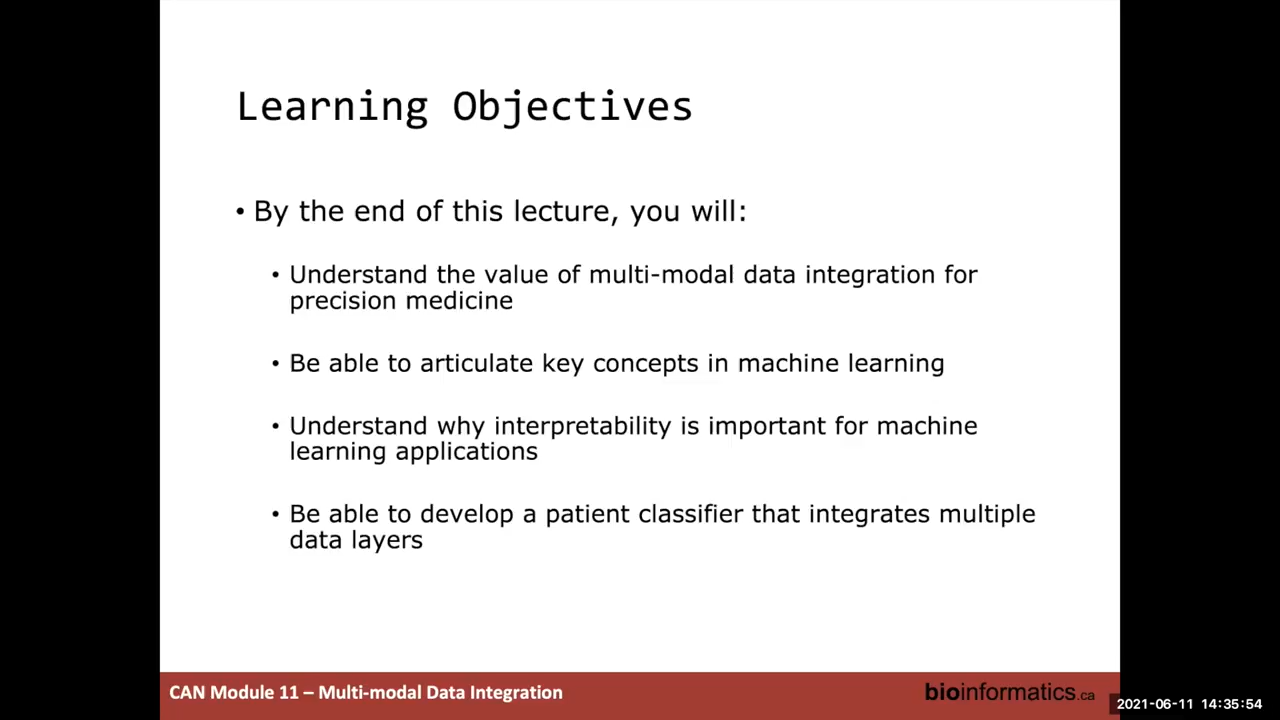 Learning Objectives
• By the end of this lecture, you will:
• Understand the value of multi-modal data integration for
precision medicine
• Be able to articulate key concepts in machine learning
• Understand why interpretability is important for machine
learning applications
• Be able to develop a patient classifier that integrates multiple
data layers
CAN Module 11 – Multi-modal Data Integration
bioinformatics.ca
2021-06-11 14:35:54